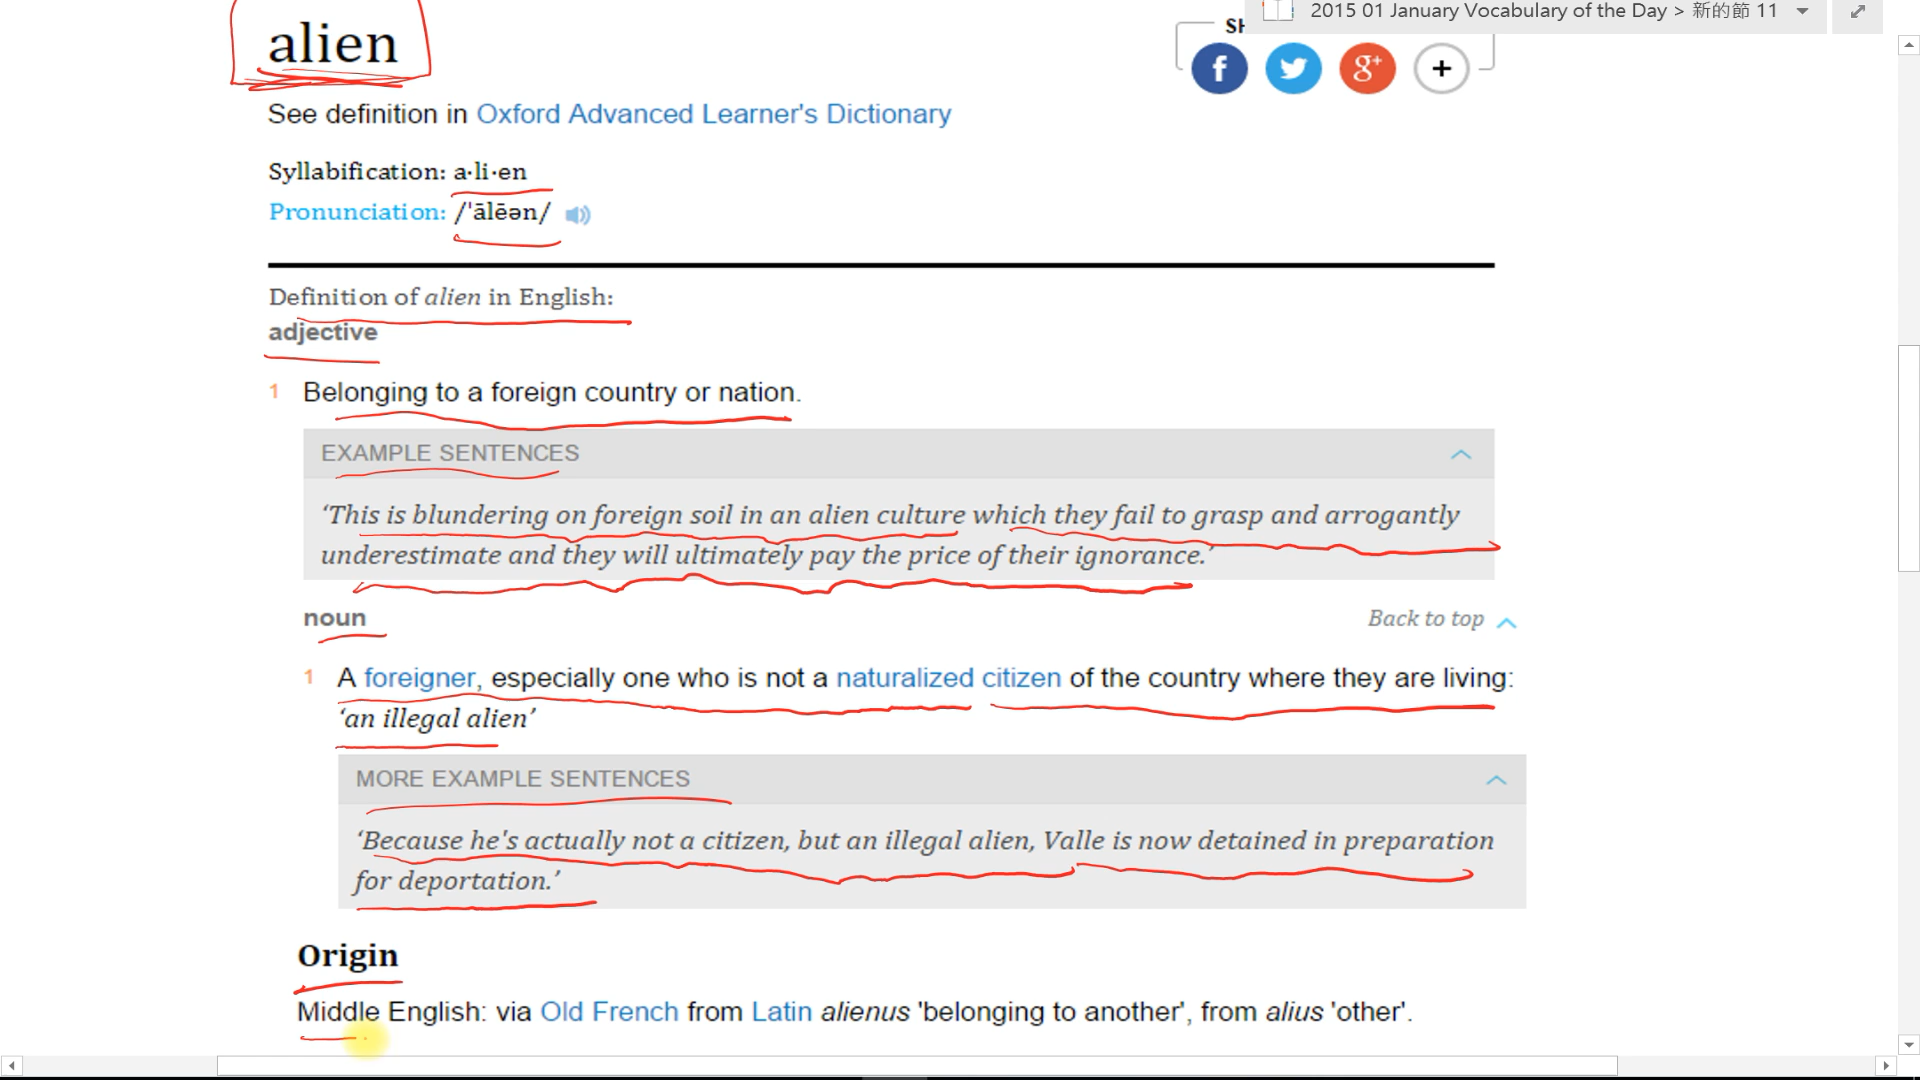 2015 01 January Vocabulary of the Day > 新的節 11
SH
alien
f
g+
+
See definition in Oxford Advanced Learner's Dictionary
Syllabification: a·li·en
Pronunciation: /ˈālēən/
Definition of alien in English:
adjective
1 Belonging to a foreign country or nation.
EXAMPLE SENTENCES
‘This is blundering on foreign soil in an alien culture which they fail to grasp and arrogantly
underestimate and they will ultimately pay the price of their ignorance.’
noun
Back to top
1 A foreigner, especially one who is not a naturalized citizen of the country where they are living:
‘an illegal alien’
MORE EXAMPLE SENTENCES
‘Because he's actually not a citizen, but an illegal alien, Valle is now detained in preparation
for deportation.’
Origin
Middle English: via Old French from Latin alienus 'belonging to another', from alius 'other'.